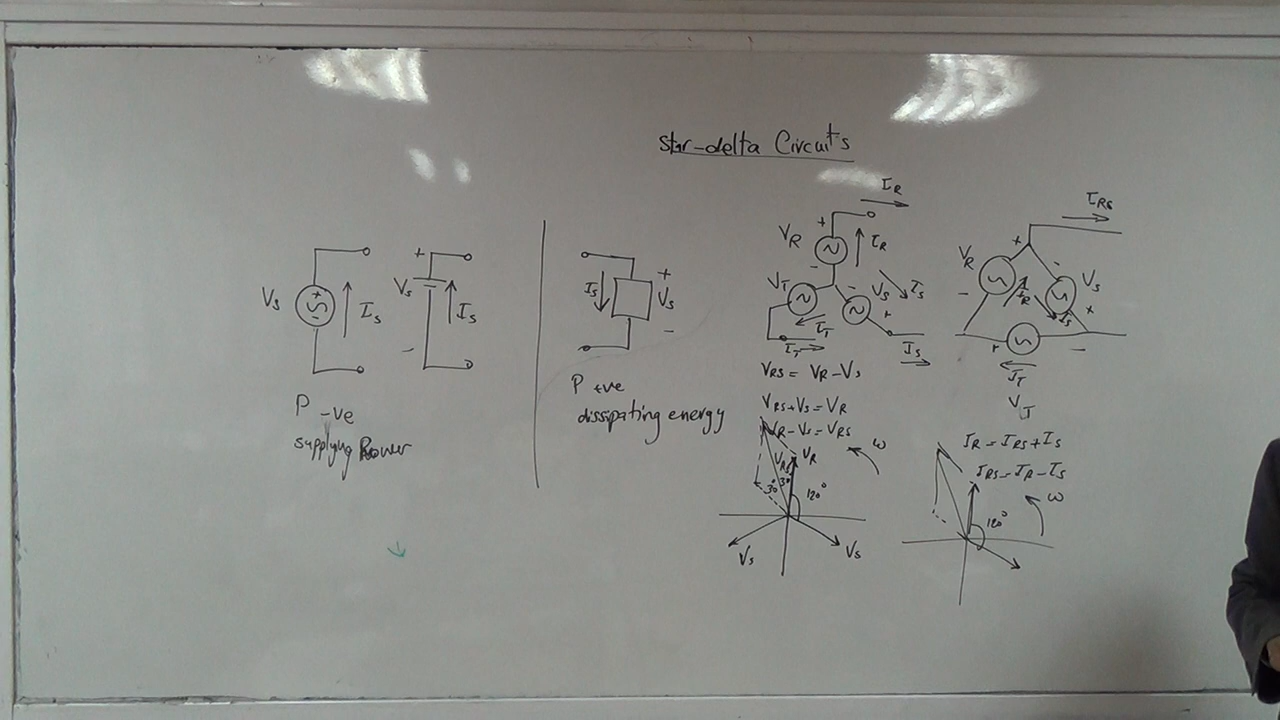 Star-delta Circuits
Vs
Is
+
Vs
Is
-
P -ve
supplying Power
Is
+
Vs
-
P +ve
dissipating energy
IR
+
VR
IR
-
VT
Vs
Is
+
IT
IT
Is
VRS = VR - Vs
VRS + Vs = VR
VR - Vs = VRS
ω
VR
30°
30°
120°
Vs
Vs
IRS
+
-
VR
Vs
-
IR
Is
+
+
-
IT
VT
IR = IRS + IS
IRS = IR - IS
ω
120°